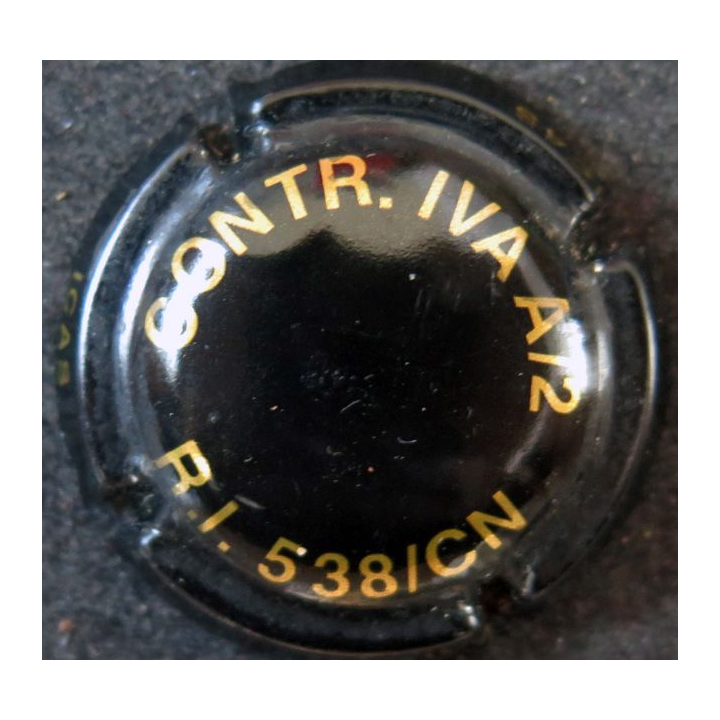 CONTR. IVA A/2
R.I. 538/CN